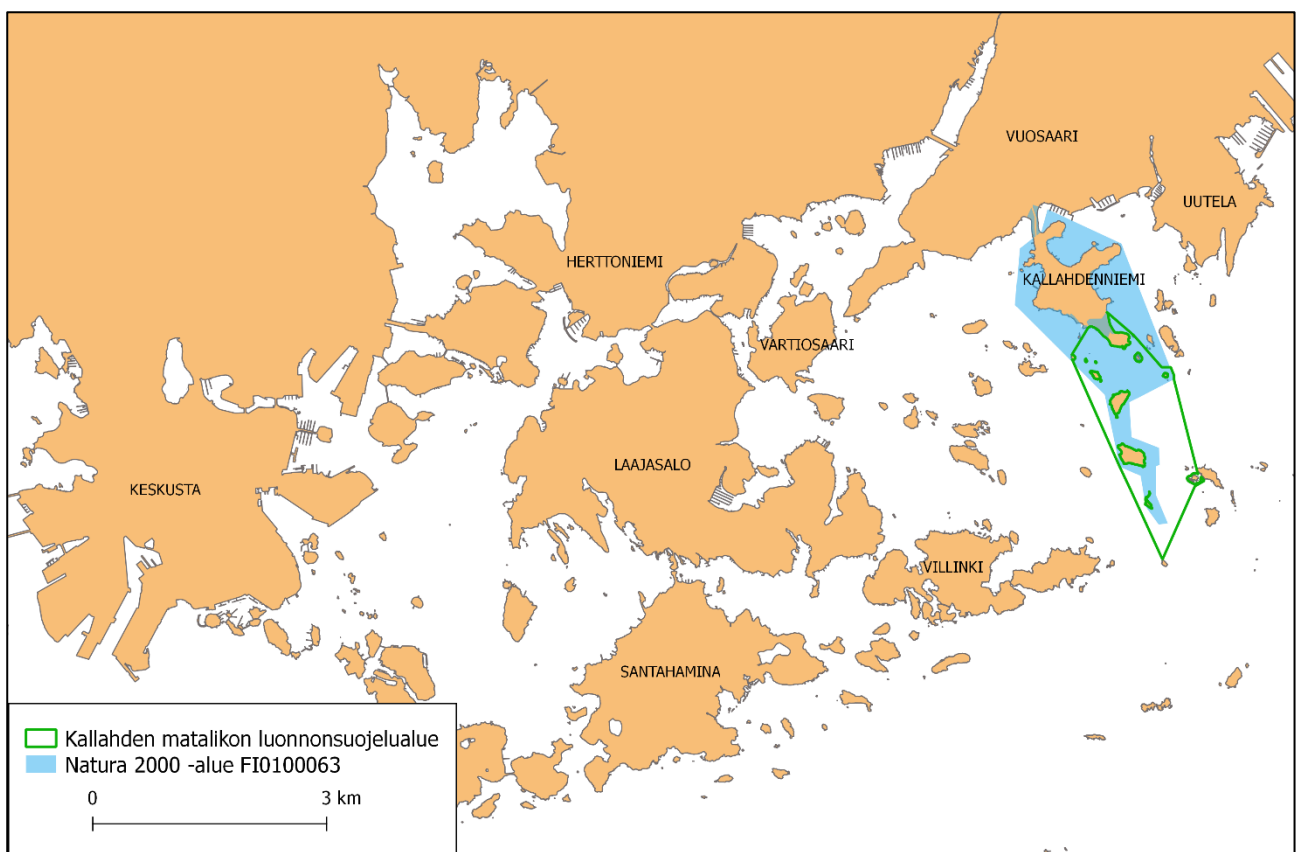 VUOSAARI
UUTELA
HERTTONIEMI
KALLAHDENNIEMI
VARTIOSAARI
LAAJASALO
KESKUSTA
VILLINKI
SANTAHAMINA
Kallahden matalikon luonnonsuojelualue
Natura 2000 -alue FI0100063
0 3 km